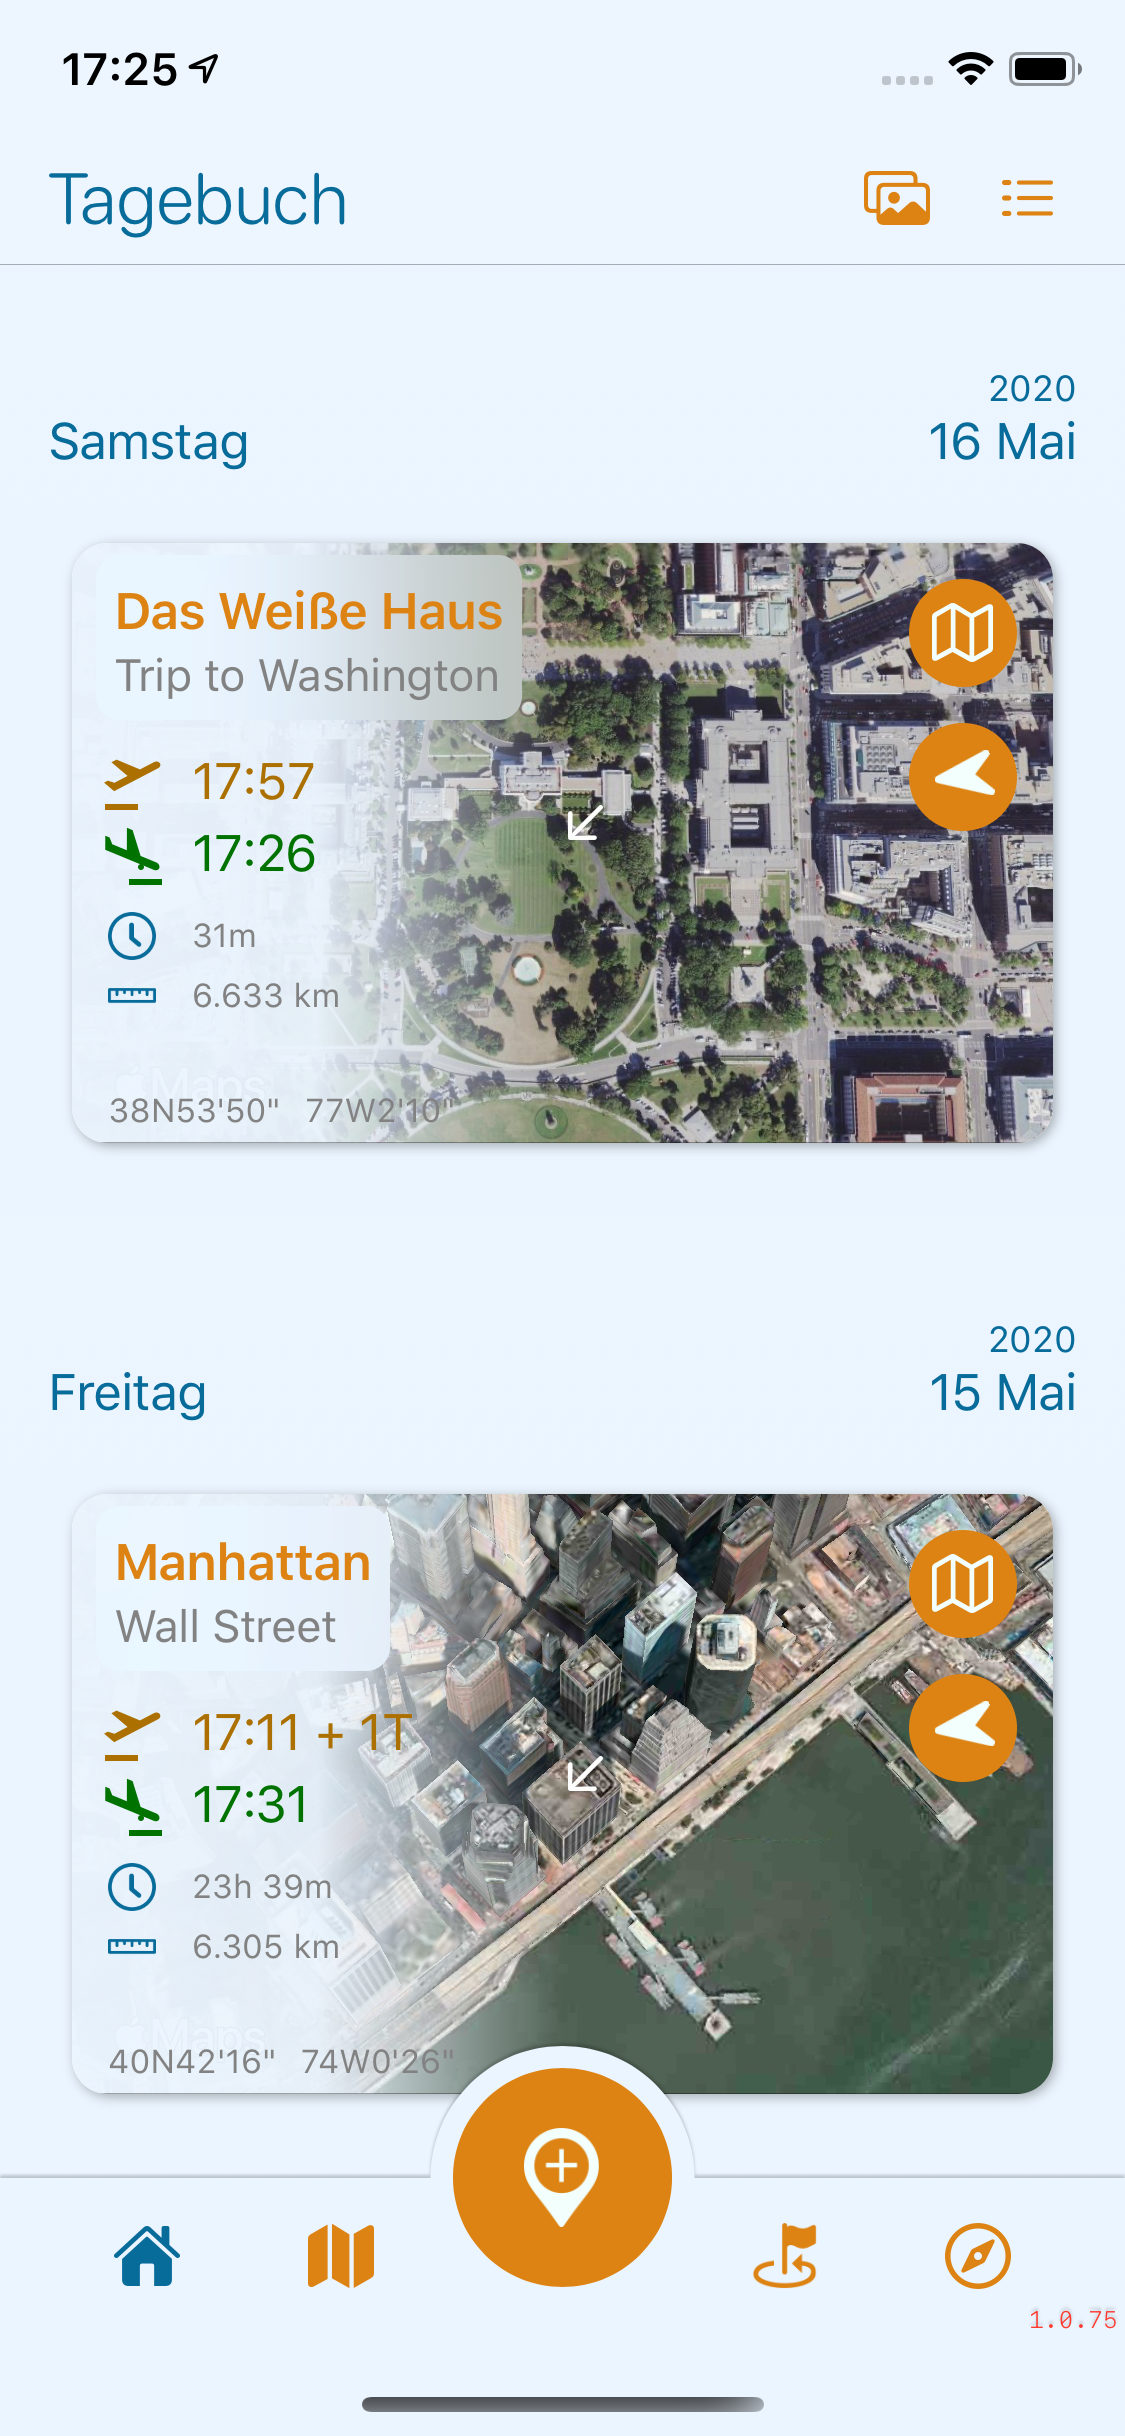 17:25
Tagebuch
2020
Samstag 16 Mai
Das Weiße Haus
Trip to Washington
17:57
17:26
31m
6.633 km
Maps
38N53'50" 77W2'10"
2020
Freitag 15 Mai
Manhattan
Wall Street
17:11 + 1T
17:31
23h 39m
6.305 km
Maps
40N42'16" 74W0'26"
1.0.75